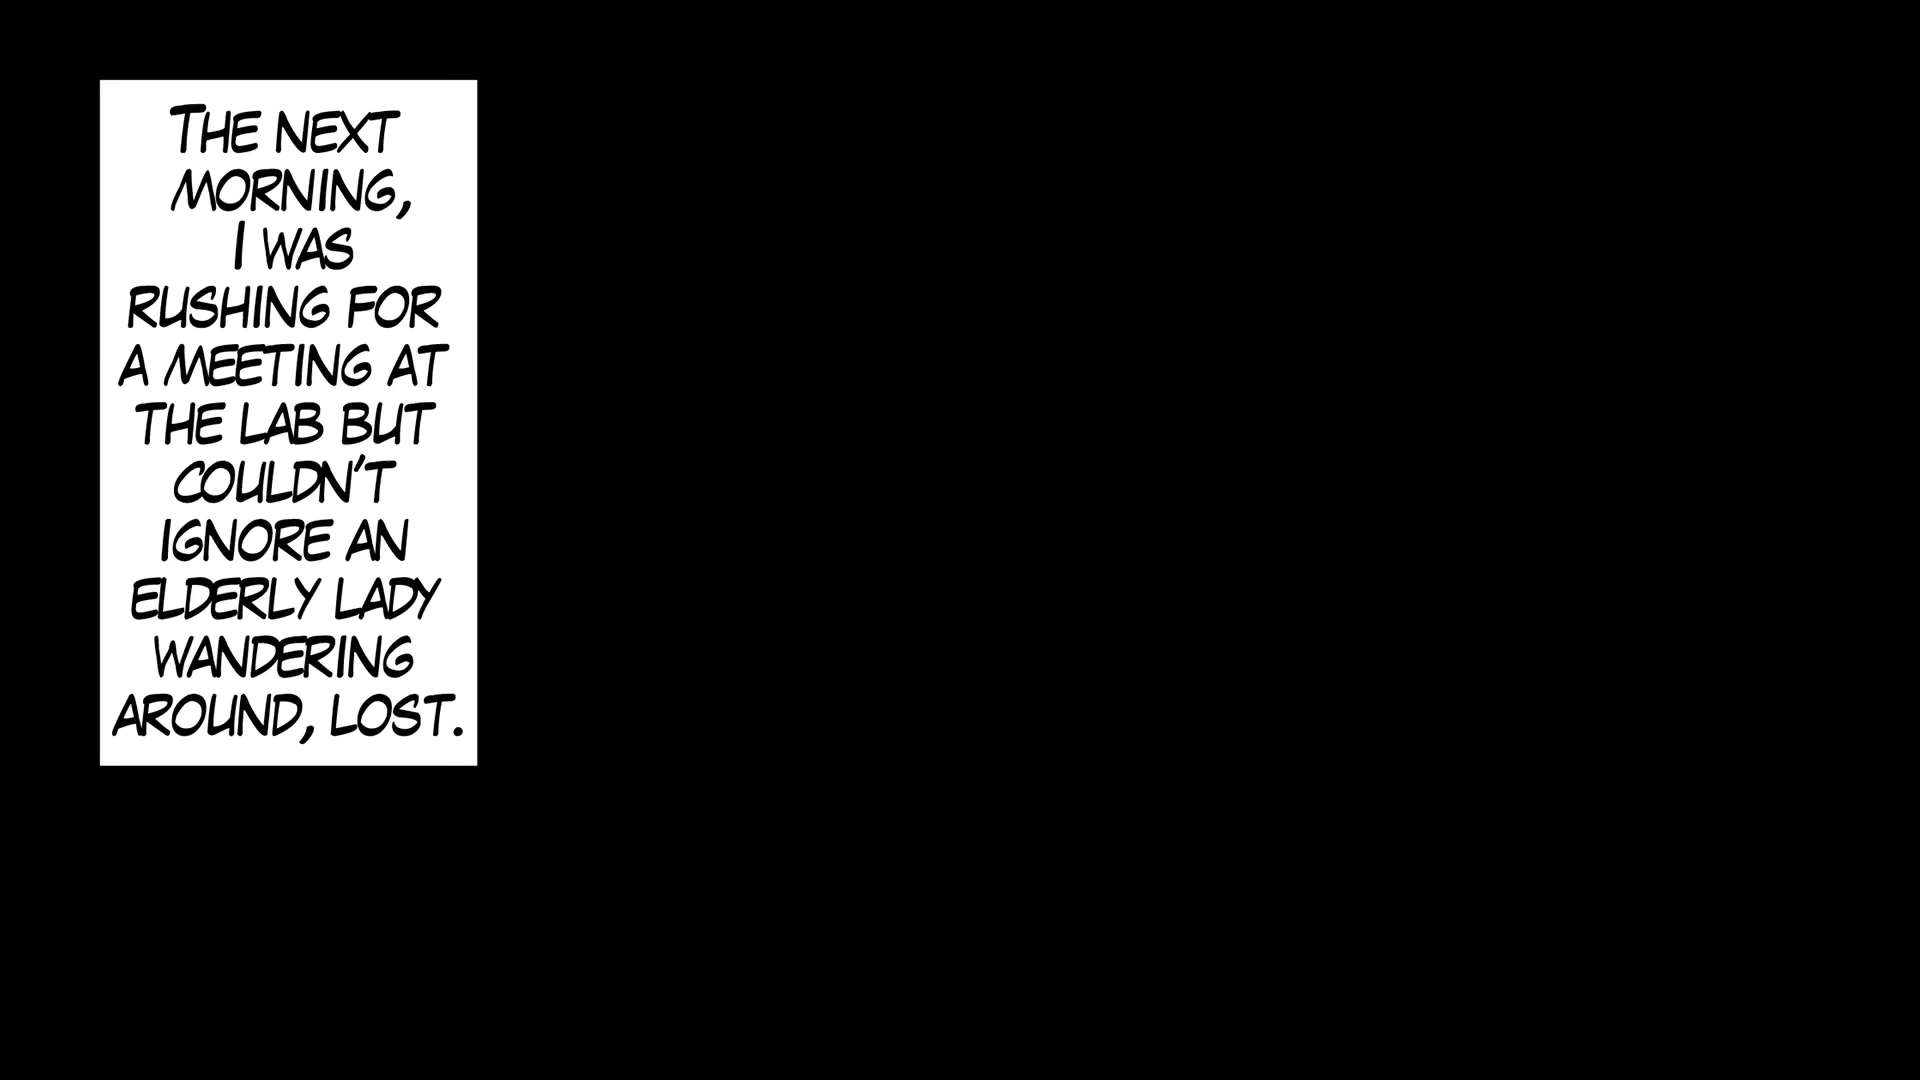 THE NEXT
MORNING,
I WAS
RUSHING FOR
A MEETING AT
THE LAB BUT
COULDN'T
IGNORE AN
ELDERLY LADY
WANDERING
AROUND, LOST.